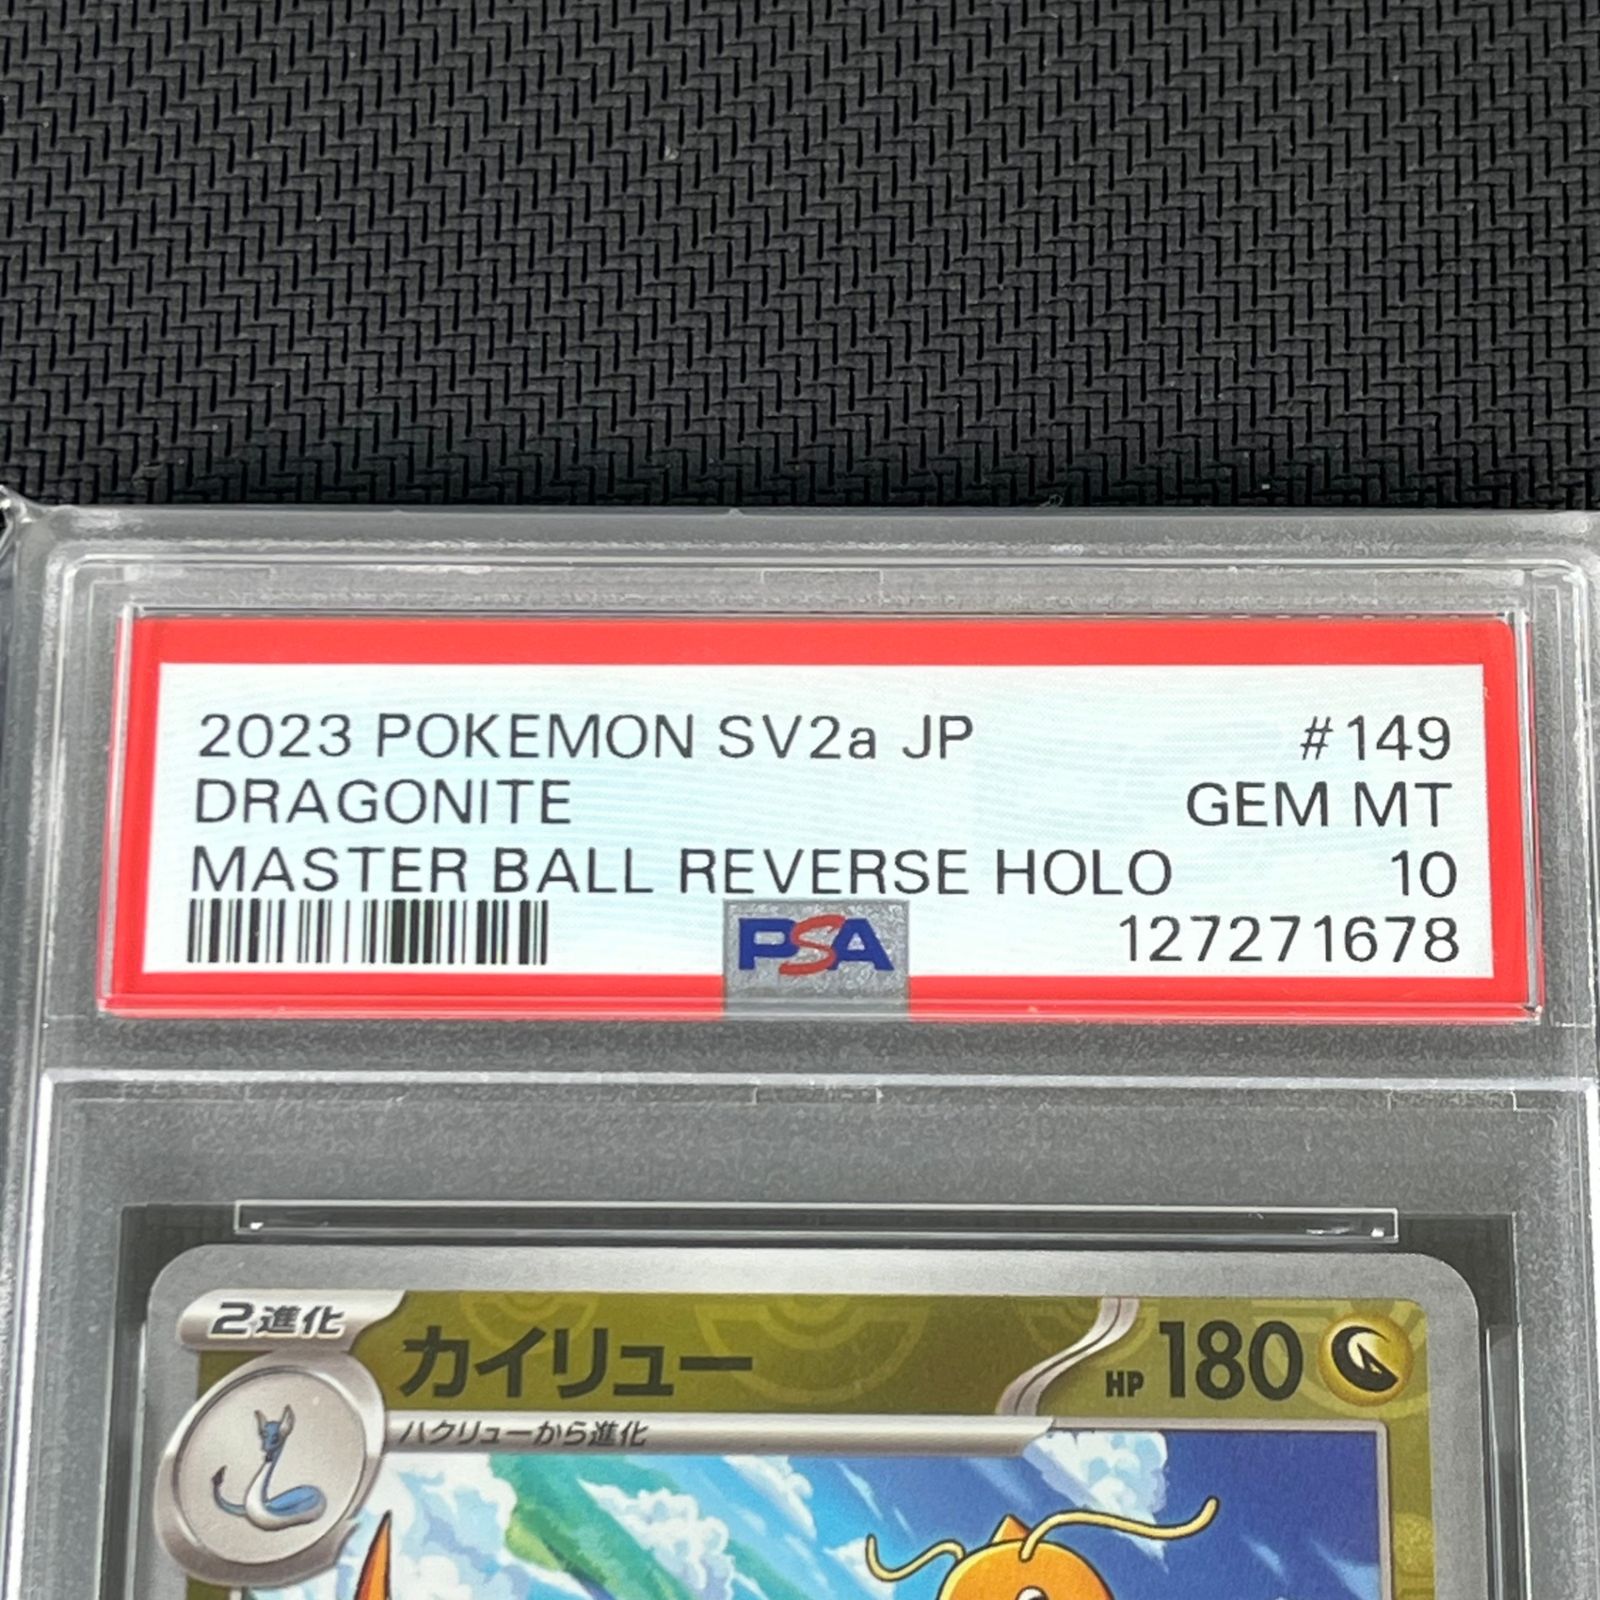 2023 POKEMON SV2a JP #149
DRAGONITE GEM MT
MASTER BALL REVERSE HOLO 10
PSA 127271678
2進化 カイリュー HP 180
ハクリューから進化